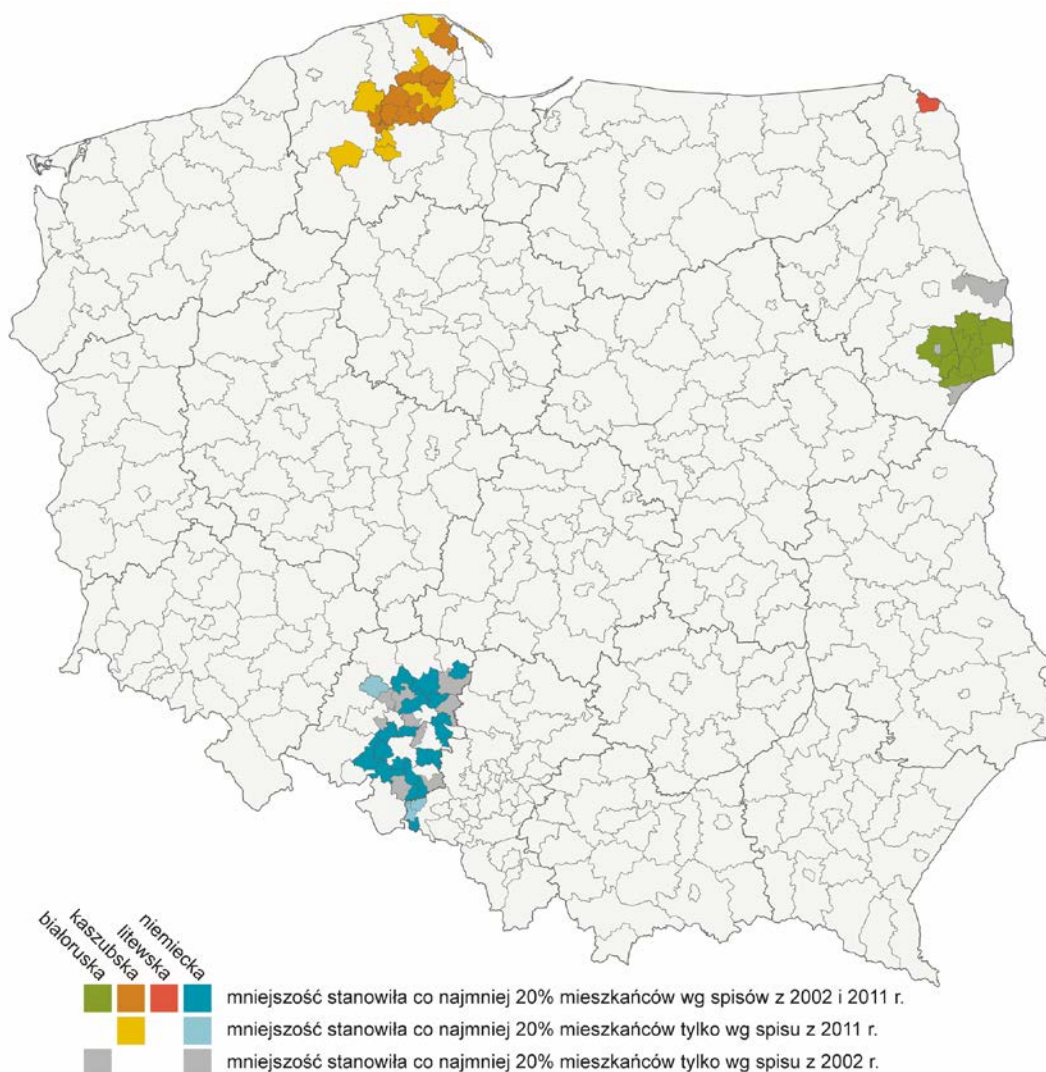 białoruska
kaszubska
litewska
niemiecka
mniejszość stanowiła co najmniej 20% mieszkańców wg spisów z 2002 i 2011 r.
mniejszość stanowiła co najmniej 20% mieszkańców tylko wg spisu z 2011 r.
mniejszość stanowiła co najmniej 20% mieszkańców tylko wg spisu z 2002 r.